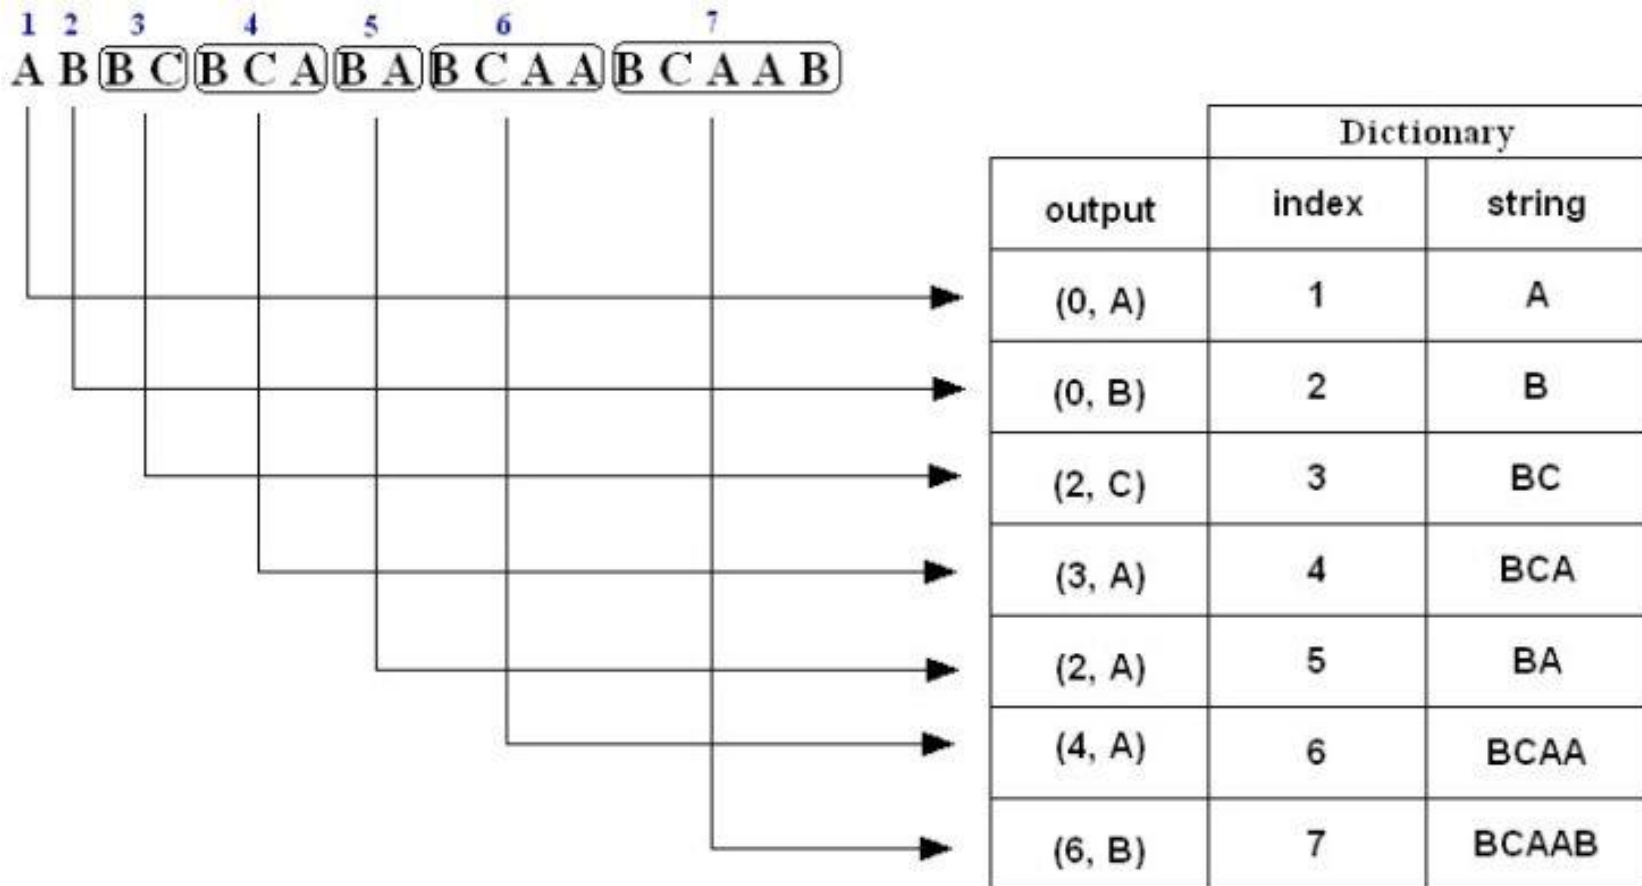 1 2 3 4 5 6 7
A B B C B C A B A B C A A B C A A B
Dictionary
output index string
(0, A) 1 A
(0, B) 2 B
(2, C) 3 BC
(3, A) 4 BCA
(2, A) 5 BA
(4, A) 6 BCAA
(6, B) 7 BCAAB